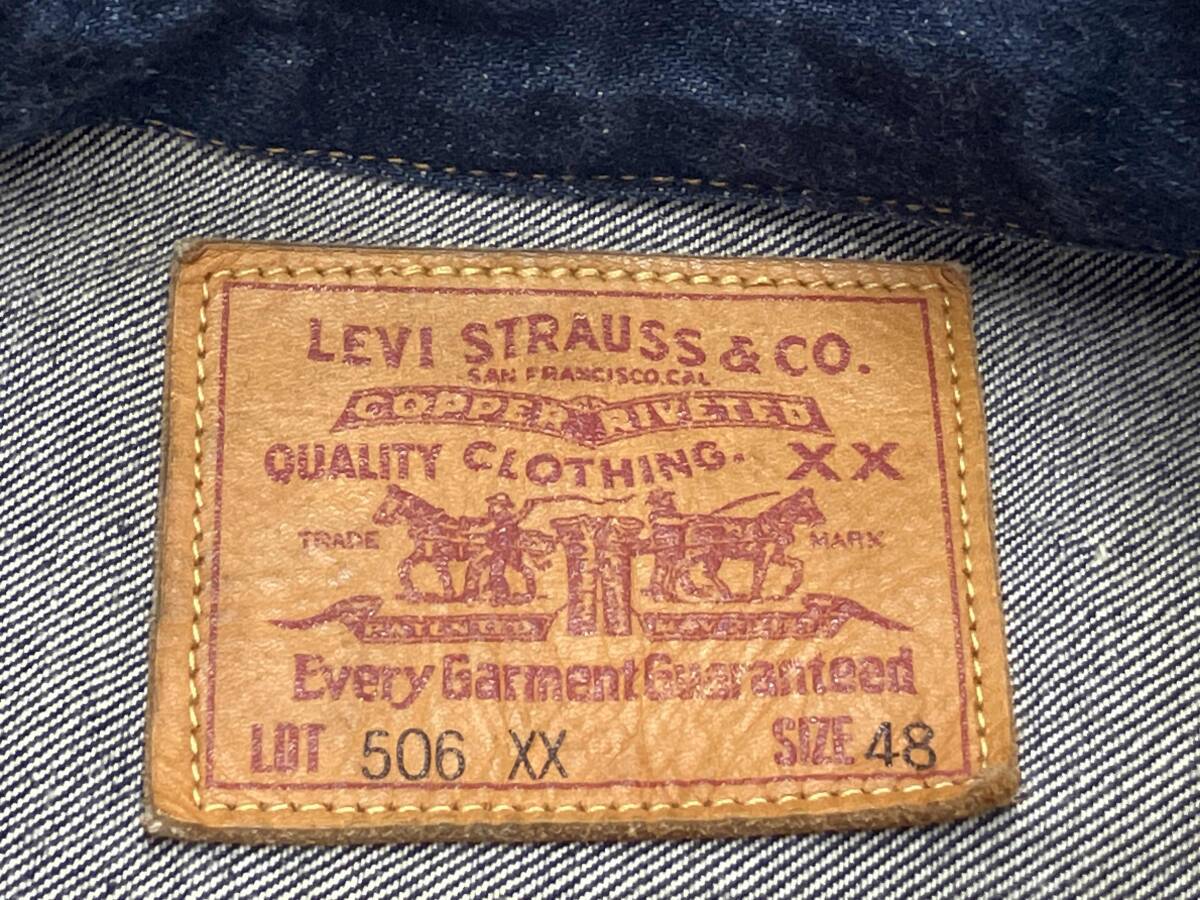 LEVI STRAUSS & CO.
SAN FRANCISCO, CAL
COPPER RIVETED
QUALITY CLOTHING. XX
TRADE MARK
PATENTED
Every Garment Guaranteed
LOT 506 XX SIZE 48